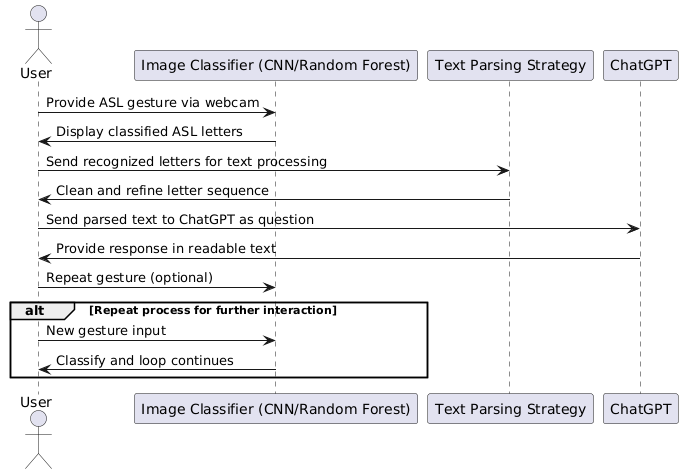 User
Image Classifier (CNN/Random Forest)
Text Parsing Strategy
ChatGPT
Provide ASL gesture via webcam
Display classified ASL letters
Send recognized letters for text processing
Clean and refine letter sequence
Send parsed text to ChatGPT as question
Provide response in readable text
Repeat gesture (optional)
alt
[Repeat process for further interaction]
New gesture input
Classify and loop continues
User
Image Classifier (CNN/Random Forest)
Text Parsing Strategy
ChatGPT